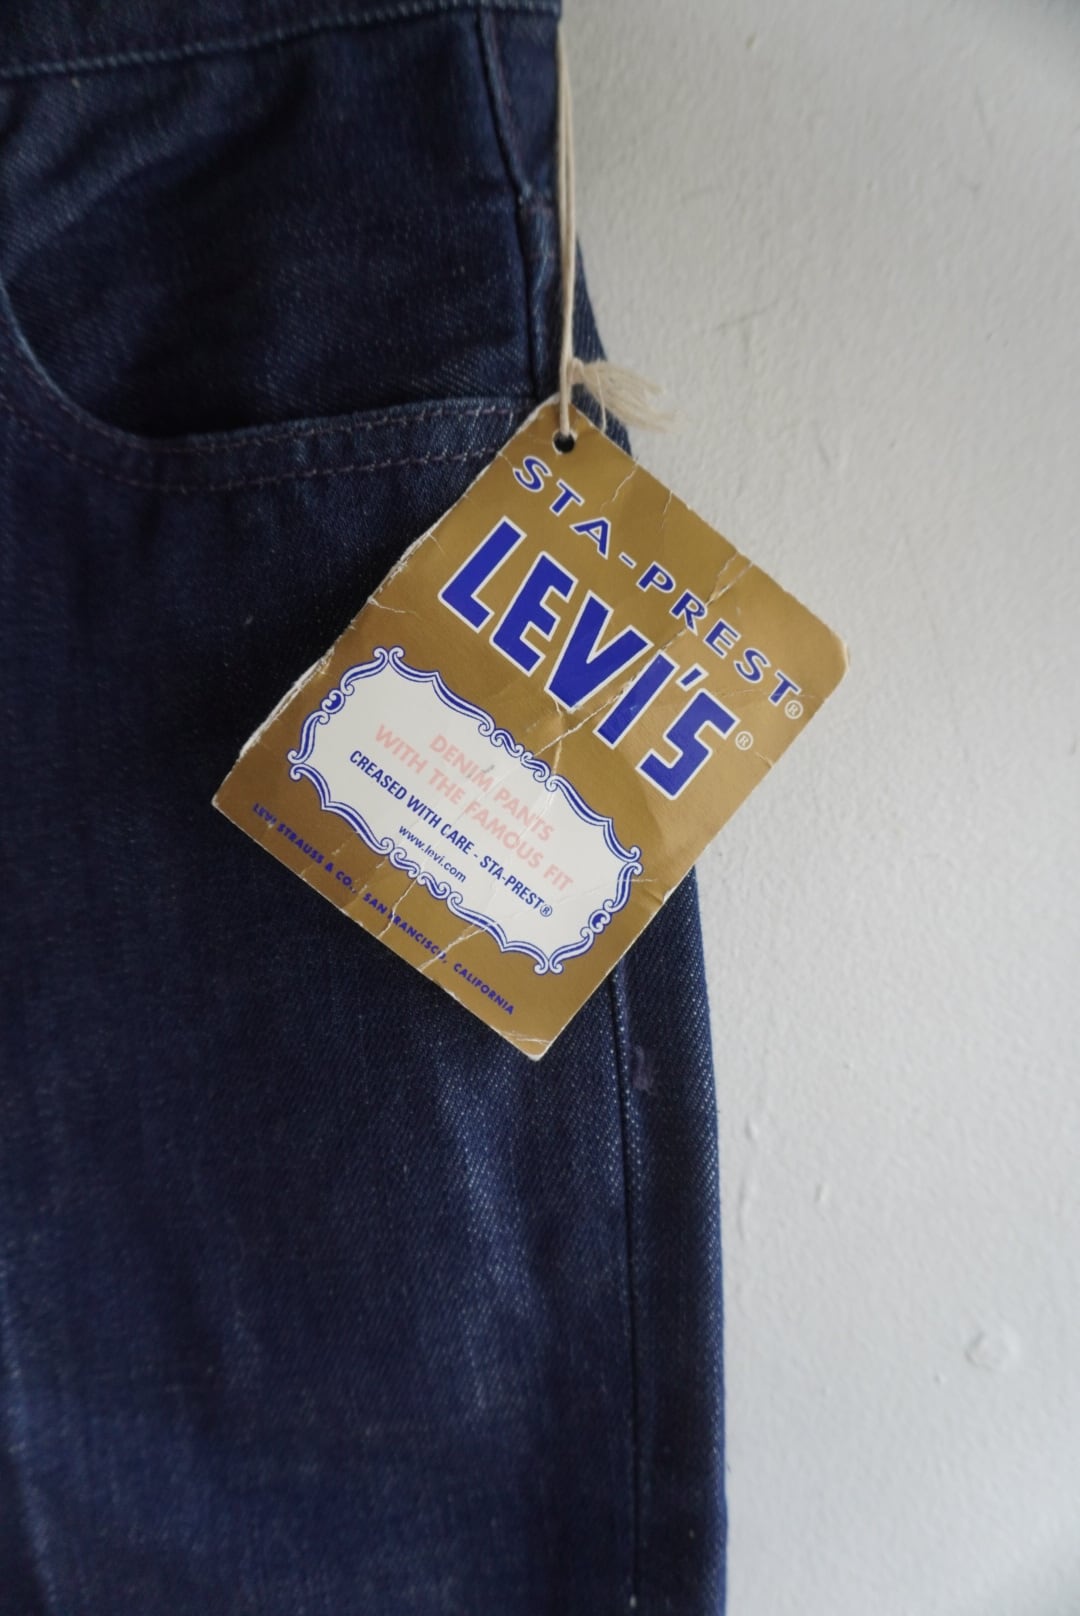 STA-PREST®
LEVI'S®
DENIM PANTS
WITH THE FAMOUS FIT
CREASED WITH CARE - STA-PREST®
www.levi.com
LEVI STRAUSS & CO., SAN FRANCISCO, CALIFORNIA